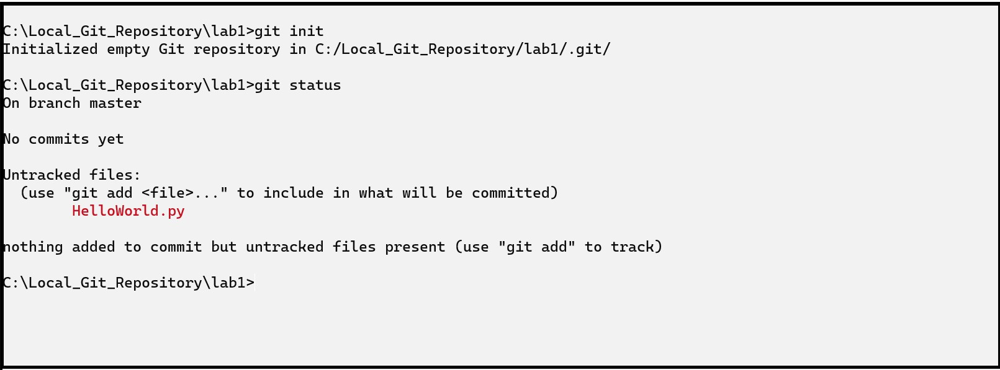 C:\Local_Git_Repository\lab1>git init
Initialized empty Git repository in C:/Local_Git_Repository/lab1/.git/
C:\Local_Git_Repository\lab1>git status
On branch master
No commits yet
Untracked files:
  (use "git add <file>..." to include in what will be committed)
        HelloWorld.py
nothing added to commit but untracked files present (use "git add" to track)
C:\Local_Git_Repository\lab1>